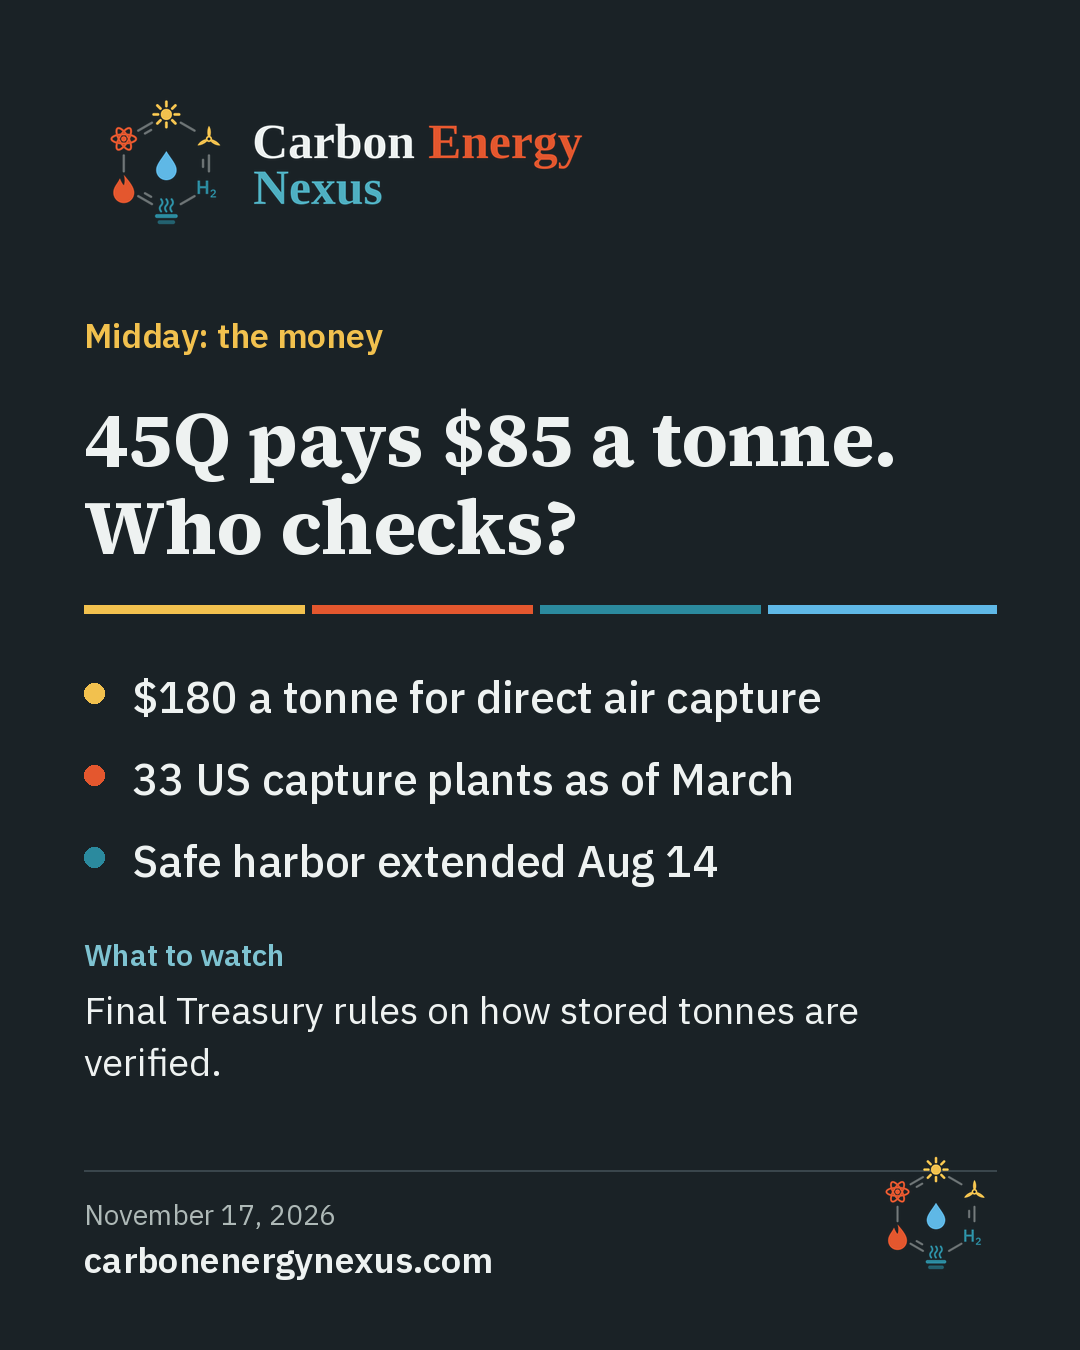 Carbon Energy
Nexus
H₂
Midday: the money
45Q pays $85 a tonne.
Who checks?
$180 a tonne for direct air capture
33 US capture plants as of March
Safe harbor extended Aug 14
What to watch
Final Treasury rules on how stored tonnes are
verified.
November 17, 2026
carbonenergynexus.com
H₂